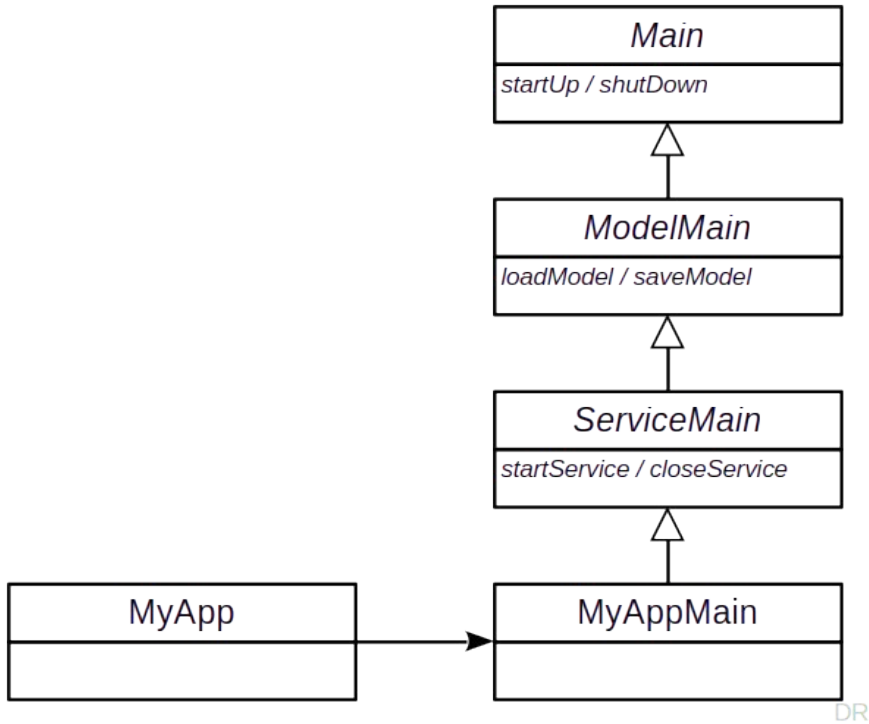 Main
startUp / shutDown
ModelMain
loadModel / saveModel
ServiceMain
startService / closeService
MyApp
MyAppMain
DR